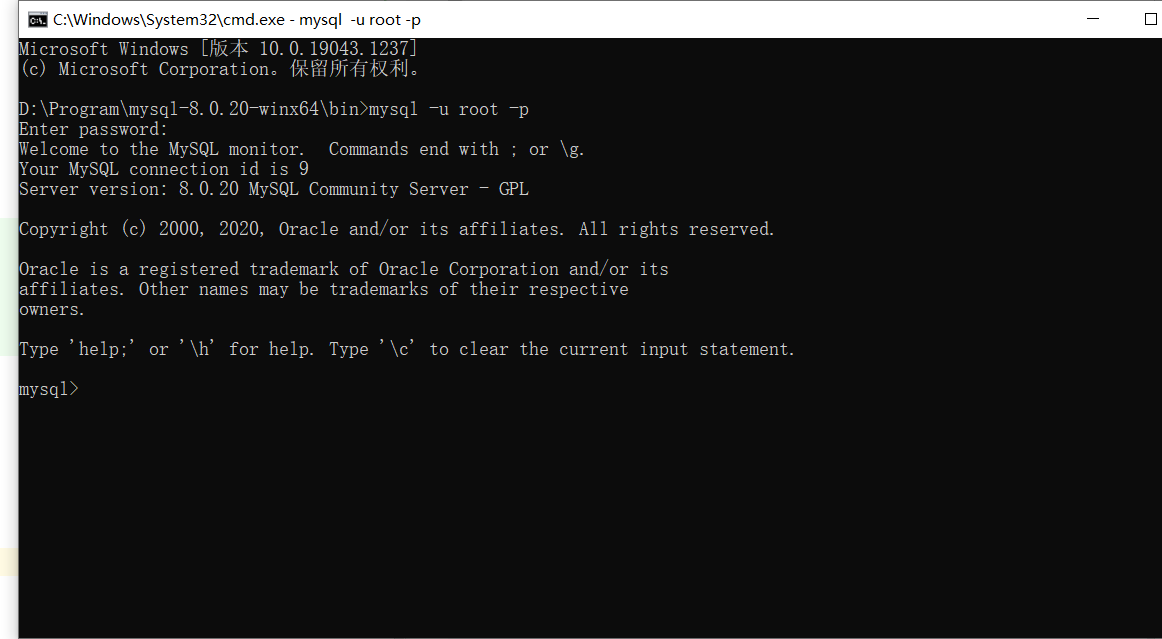 C:\Windows\System32\cmd.exe - mysql  -u root -p
Microsoft Windows [版本 10.0.19043.1237]
(c) Microsoft Corporation。保留所有权利。
D:\Program\mysql-8.0.20-winx64\bin>mysql -u root -p
Enter password:
Welcome to the MySQL monitor.  Commands end with ; or \g.
Your MySQL connection id is 9
Server version: 8.0.20 MySQL Community Server - GPL
Copyright (c) 2000, 2020, Oracle and/or its affiliates. All rights reserved.
Oracle is a registered trademark of Oracle Corporation and/or its
affiliates. Other names may be trademarks of their respective
owners.
Type 'help;' or '\h' for help. Type '\c' to clear the current input statement.
mysql>